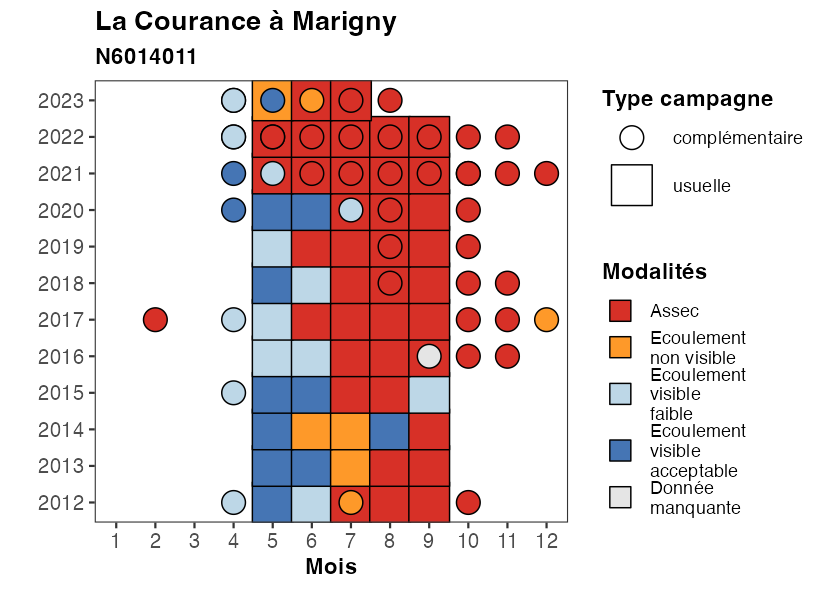 La Courance à Marigny
N6014011
2023
2022
2021
2020
2019
2018
2017
2016
2015
2014
2013
2012
1 2 3 4 5 6 7 8 9 10 11 12
Mois
Type campagne
complémentaire
usuelle
Modalités
Assec
Ecoulement
non visible
Ecoulement
visible
faible
Ecoulement
visible
acceptable
Donnée
manquante